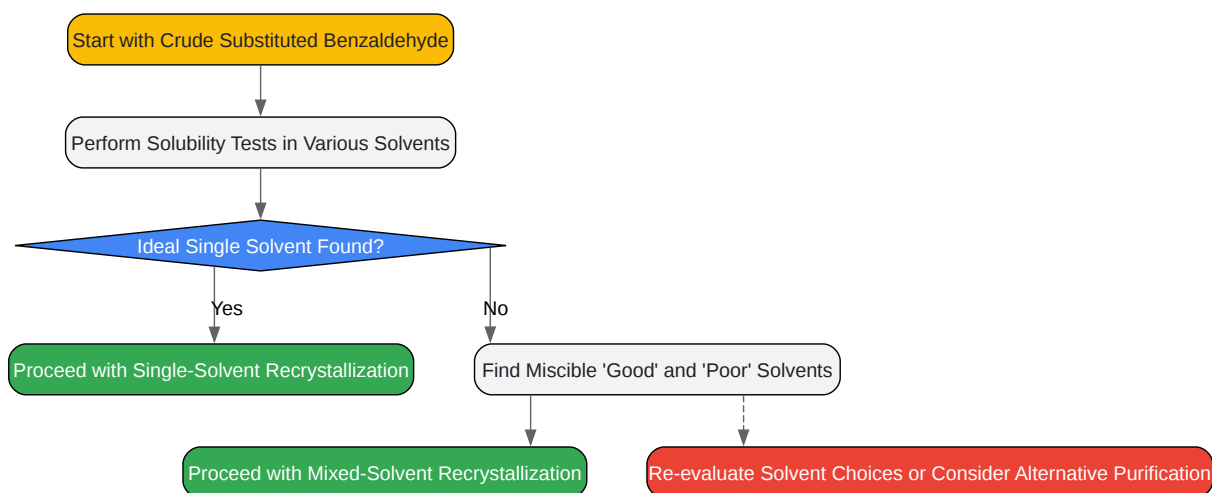 Start with Crude Substituted Benzaldehyde
Perform Solubility Tests in Various Solvents
Ideal Single Solvent Found?
Yes
No
Proceed with Single-Solvent Recrystallization
Find Miscible 'Good' and 'Poor' Solvents
Proceed with Mixed-Solvent Recrystallization
Re-evaluate Solvent Choices or Consider Alternative Purification